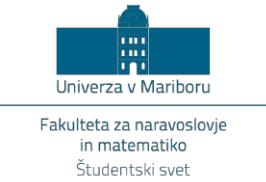 Univerza v Mariboru
Fakulteta za naravoslovje
in matematiko
Študentski svet